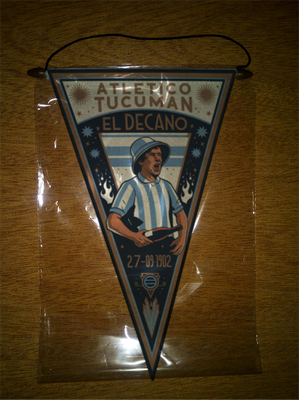 ATLETICO
TUCUMAN
EL DECANO
27-09.1902